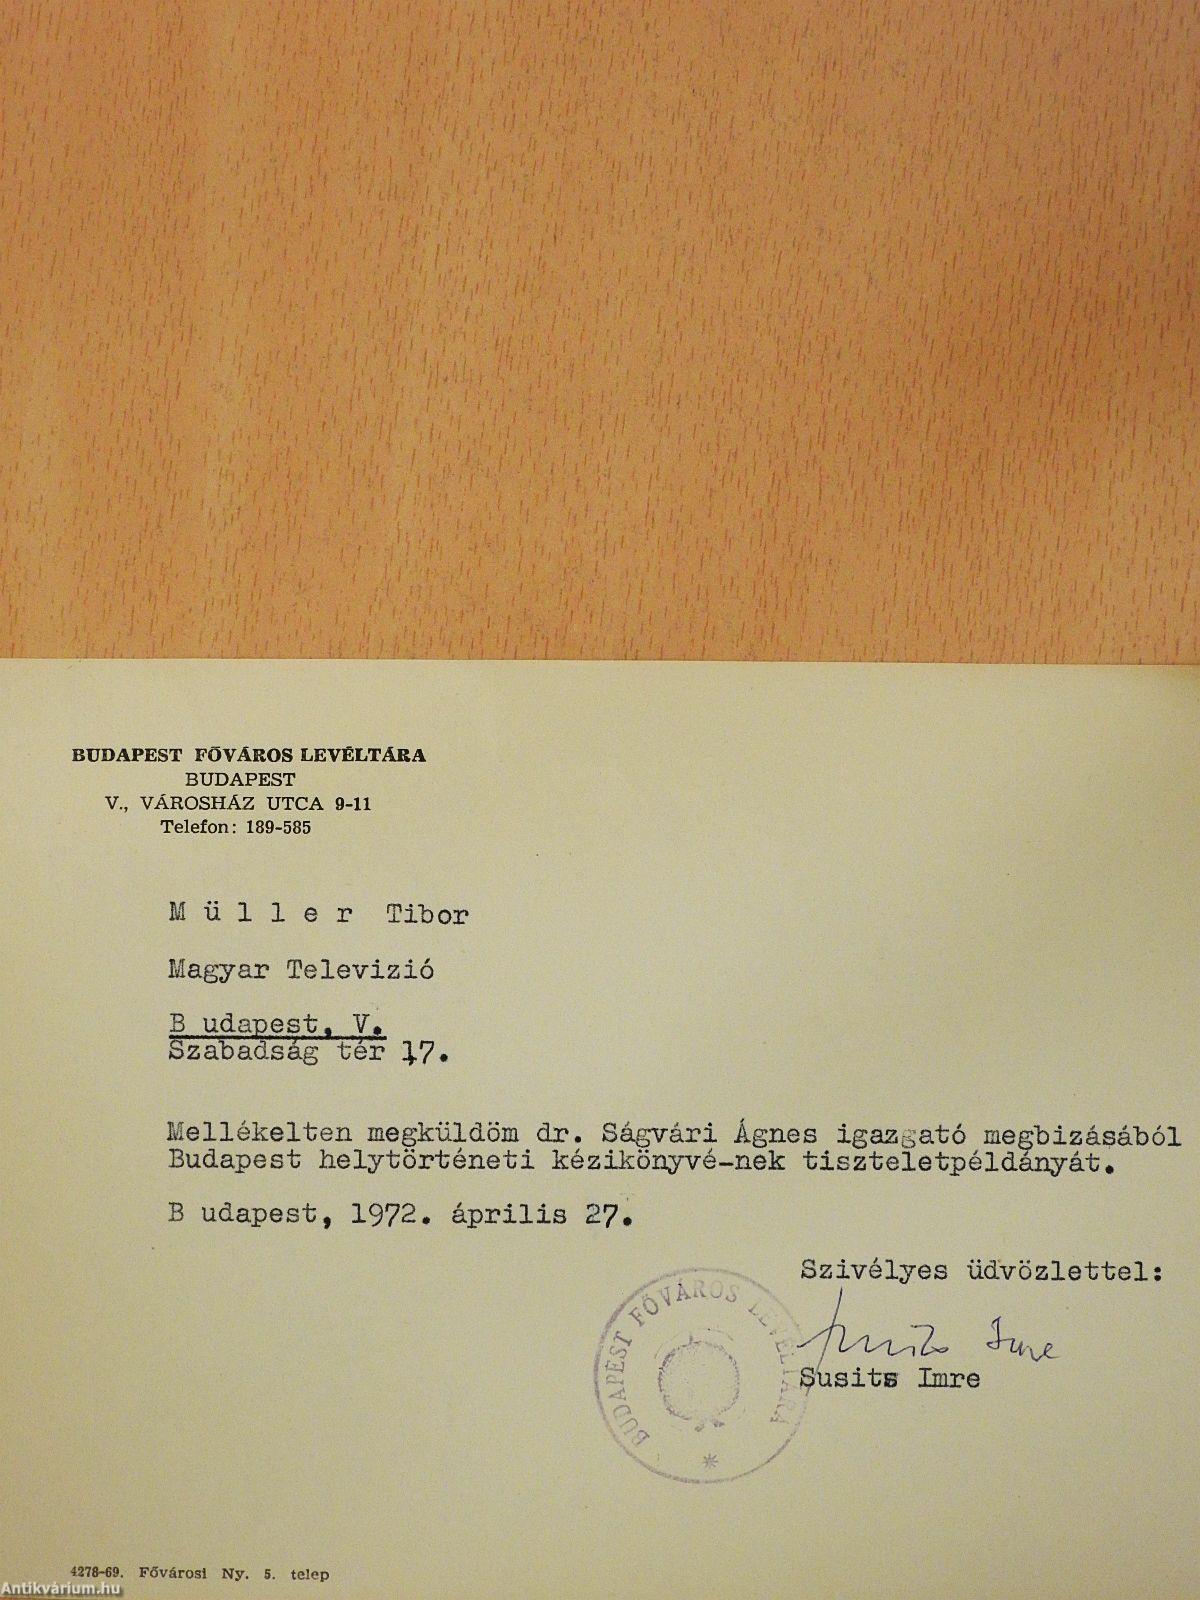 BUDAPEST FŐVÁROS LEVÉLTÁRA
BUDAPEST
V., VÁROSHÁZ UTCA 9-11
Telefon: 189-585
M ü l l e r Tibor
Magyar Televizió
B udapest, V.
Szabadság tér 17.
Mellékelten megküldöm dr. Ságvári Ágnes igazgató megbizásából
Budapest helytörténeti kézikönyvé-nek tiszteletpéldányát.
B udapest, 1972. április 27.
Szivélyes üdvözlettel:
Susits Imre
Susits Imre
BUDAPEST FŐVÁROS LEVÉLTÁRA
4278-69. Fővárosi Ny. 5. telep
Antikvárium.hu